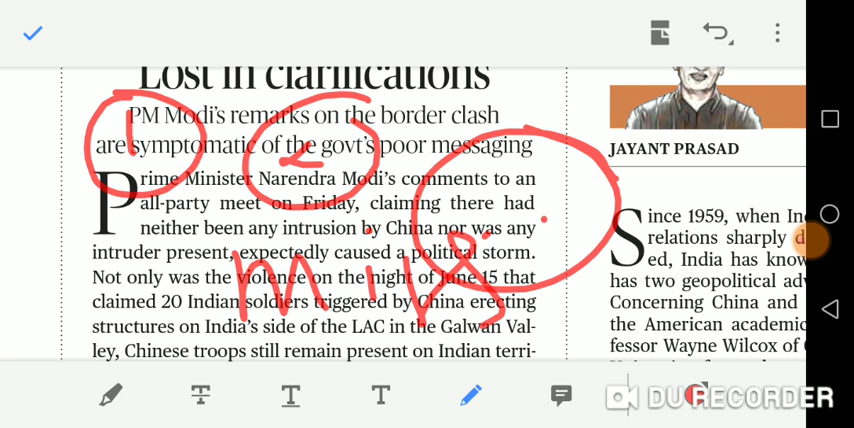 Lost in clarifications
PM Modi's remarks on the border clash
are symptomatic of the govt's poor messaging
Prime Minister Narendra Modi's comments to an
all-party meet on Friday, claiming there had
neither been any intrusion by China nor was any
intruder present, expectedly caused a political storm.
Not only was the violence on the night of June 15 that
claimed 20 Indian soldiers triggered by China erecting
structures on India's side of the LAC in the Galwan Val-
ley, Chinese troops still remain present on Indian terri-
JAYANT PRASAD
Since 1959, when In
relations sharply d
ed, India has know
has two geopolitical adv
Concerning China and
the American academic
fessor Wayne Wilcox of
T
T
T
DU RECORDER